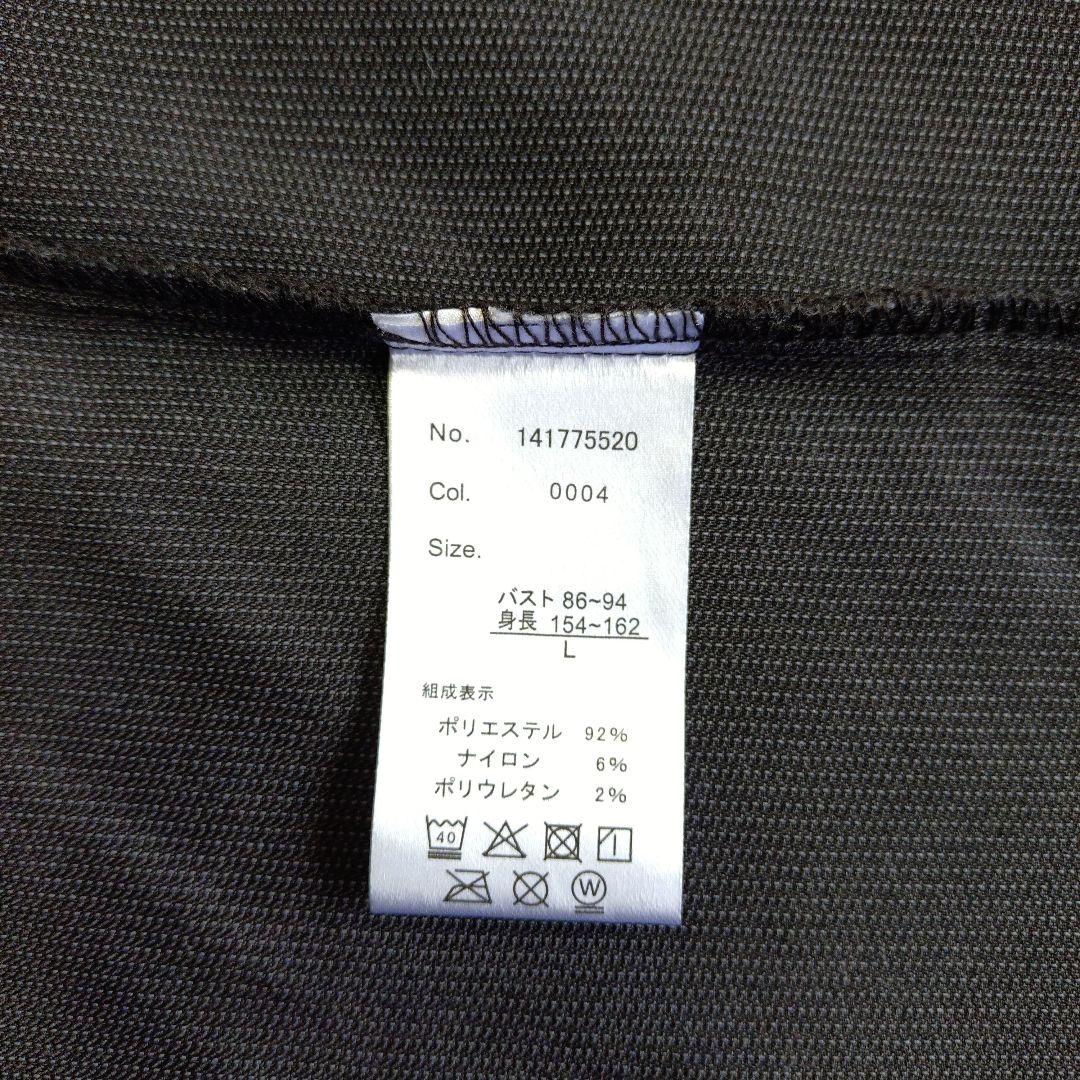 No. 141775520
Col. 0004
Size.
バスト 86~94
身長 154~162
L
組成表示
ポリエステル 92%
ナイロン 6%
ポリウレタン 2%
40
W